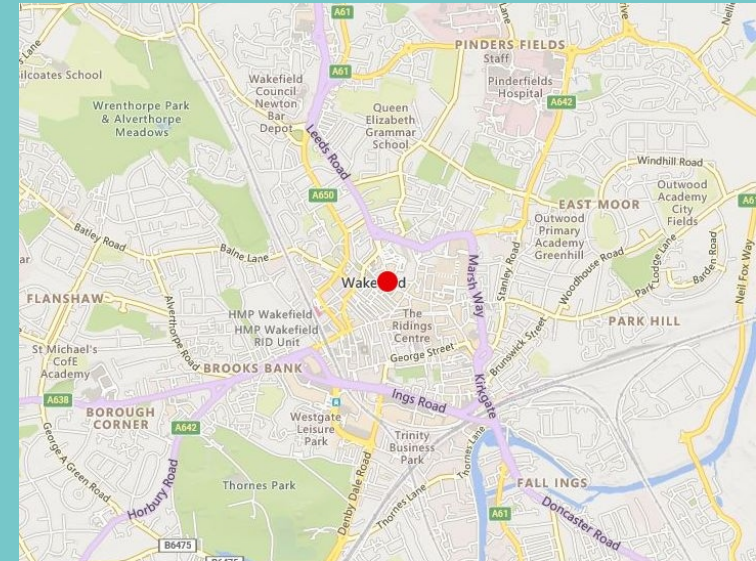 A61
Lane
PINDERS FIELDS
Staff
ilcoates School
A61
Wakefield
Council
Newton
Bar
Depot
Pinderfields
Hospital
Wrenthorpe Park
& Alverthorpe
Meadows
Queen
Elizabeth
Grammar
School
A642
Leeds Road
Windhill Road
A650
Outwood
Academy
City
Fields
EAST MOOR
Outwood
Primary
Academy
Greenhill
Batley Road
Balne Lane
Stanley Road
Woodhouse Road
Park Lodge Lane
Barden Road
Neil Fox Way
Marsh Way
FLANSHAW
Alverthorpe Road
HMP Wakefield
HMP Wakefield
RID Unit
The
Ridings
Centre
PARK HILL
St Michael's
CofE
Academy
George Street
Brunswick Street
BROOKS BANK
Kirkgate
A638
Ings Road
BOROUGH
CORNER
A642
Westgate
Leisure
Park
Trinity
Business
Park
George A Green Road
Thornes Park
Denby Dale Road
Thornes Lane
Thornes Lane
FALL INGS
Horbury Road
A61
Doncaster Road
B6475